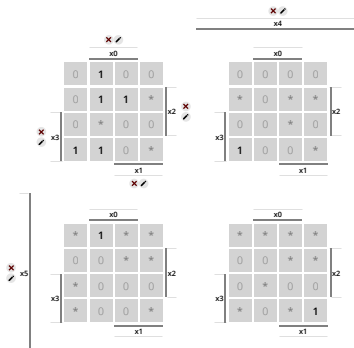 x4
x0
x0
0 1 0 0
0 0 0 0
0 1 1 *
* 0 * *
x2
x2
0 * 0 0
0 0 * 0
x3
x3
1 1 0 *
1 0 0 *
x1
x1
x0
x0
* 1 * *
* * * *
0 0 * *
0 0 * *
x2
x2
x5
* 0 0 0
0 * 0 0
x3
x3
* 0 0 *
* 0 * 1
x1
x1